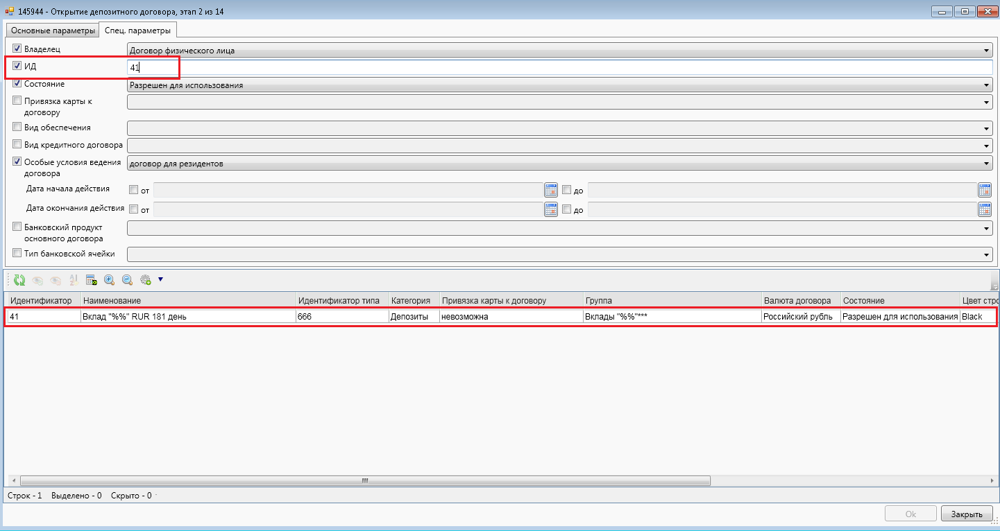 145944 - Открытие депозитного договора, этап 2 из 14
Основные параметры Спец. параметры
Владелец Договор физического лица
ИД 41
Состояние Разрешен для использования
Привязка карты к
договору
Вид обеспечения
Вид кредитного договора
Особые условия ведения договор для резидентов
договора
Дата начала действия от до
Дата окончания действия от до
Банковский продукт
основного договора
Тип банковской ячейки
Идентификатор Наименование Идентификатор типа Категория Привязка карты к договору Группа Валюта договора Состояние Цвет стро
41 Вклад "%%" RUR 181 день 666 Депозиты невозможна Вклады "%%"*** Российский рубль Разрешен для использования Black
Строк - 1 Выделено - 0 Скрыто - 0
Ok Закрыть